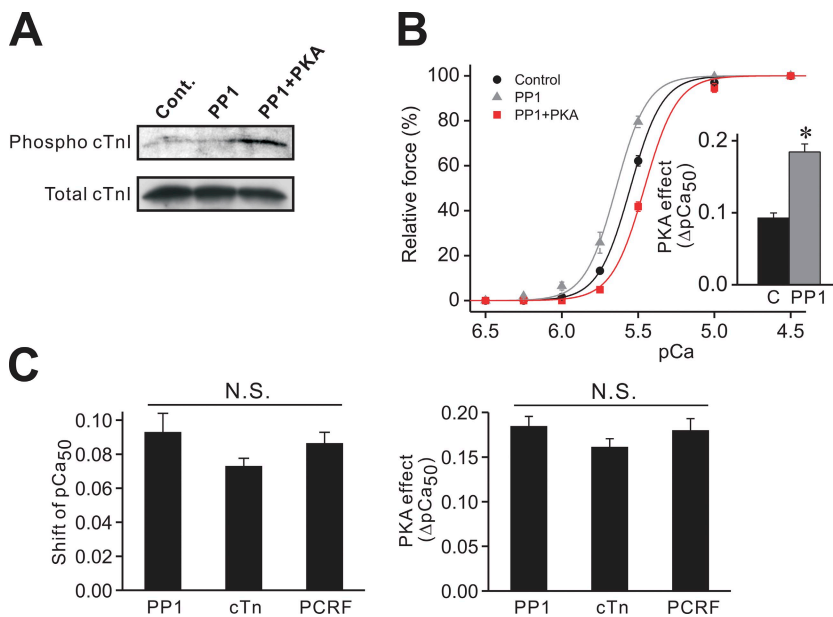 A
Cont.
PP1
PP1+PKA
Phospho cTnI
Total cTnI
B
Control
PP1
PP1+PKA
Relative force (%)
100
80
60
40
20
0
6.5 6.0 5.5 5.0 4.5
pCa
PKA effect
(ΔpCa50)
0.2
0.1
0.0
*
C PP1
C
N.S.
Shift of pCa50
0.10
0.08
0.06
0.04
0.02
0.00
PP1 cTn PCRF
N.S.
PKA effect
(ΔpCa50)
0.20
0.15
0.10
0.05
0.00
PP1 cTn PCRF